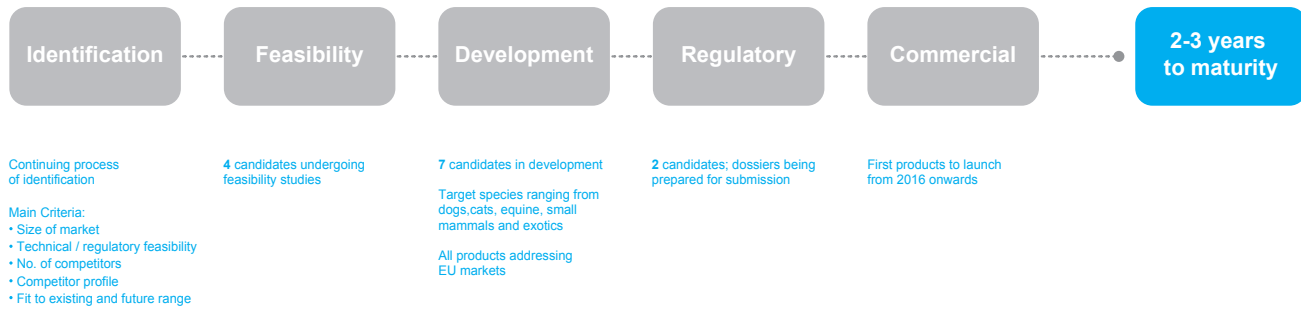 Identification
Feasibility
Development
Regulatory
Commercial
2-3 years
to maturity
Continuing process
of identification
Main Criteria:
• Size of market
• Technical / regulatory feasibility
• No. of competitors
• Competitor profile
• Fit to existing and future range
4 candidates undergoing
feasibility studies
7 candidates in development
Target species ranging from
dogs,cats, equine, small
mammals and exotics
All products addressing
EU markets
2 candidates; dossiers being
prepared for submission
First products to launch
from 2016 onwards